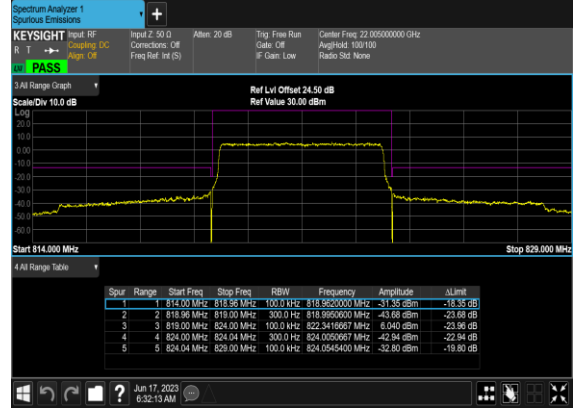 Spectrum Analyzer 1
Spurious Emissions
+
KEYSIGHT Input: RF
R T Coupling: DC
Align: Off
Input Z: 50 Ω
Corrections: Off
Freq Ref: Int (S)
Atten: 20 dB
Trig: Free Run
Gate: Off
IF Gain: Low
Center Freq: 22.005000000 GHz
Avg|Hold: 100/100
Radio Std: None
PASS
3 All Range Graph
Scale/Div 10.0 dB
Ref Lvl Offset 24.50 dB
Ref Value 30.00 dBm
Log
20.0
10.0
0.00
-10.0
-20.0
-30.0
-40.0
-50.0
-60.0
Start 814.000 MHz
Stop 829.000 MHz
4 All Range Table
Spur Range Start Freq Stop Freq RBW Frequency Amplitude ΔLimit
1 1 814.00 MHz 818.96 MHz 100.0 kHz 818.9620000 MHz -31.35 dBm -18.35 dB
2 2 818.96 MHz 819.00 MHz 300.0 Hz 818.9950600 MHz -43.68 dBm -23.68 dB
3 3 819.00 MHz 824.00 MHz 100.0 kHz 822.3416667 MHz 6.040 dBm -23.96 dB
4 4 824.00 MHz 824.04 MHz 300.0 Hz 824.0050667 MHz -42.94 dBm -22.94 dB
5 5 824.04 MHz 829.00 MHz 100.0 kHz 824.0545400 MHz -32.80 dBm -19.80 dB
?
Jun 17, 2023
6:32:13 AM